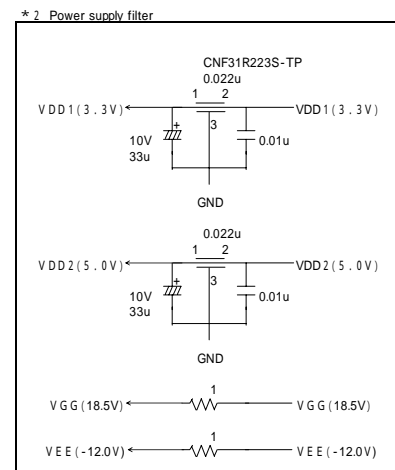 * 2 Power supply filter
CNF31R223S-TP
0.022u
1 2
VDD1(3.3V) VDD1(3.3V)
+
3
10V
33u
0.01u
GND
0.022u
1 2
VDD2(5.0V) VDD2(5.0V)
+
3
10V
33u
0.01u
GND
1
VGG(18.5V) VGG(18.5V)
1
VEE(-12.0V) VEE(-12.0V)